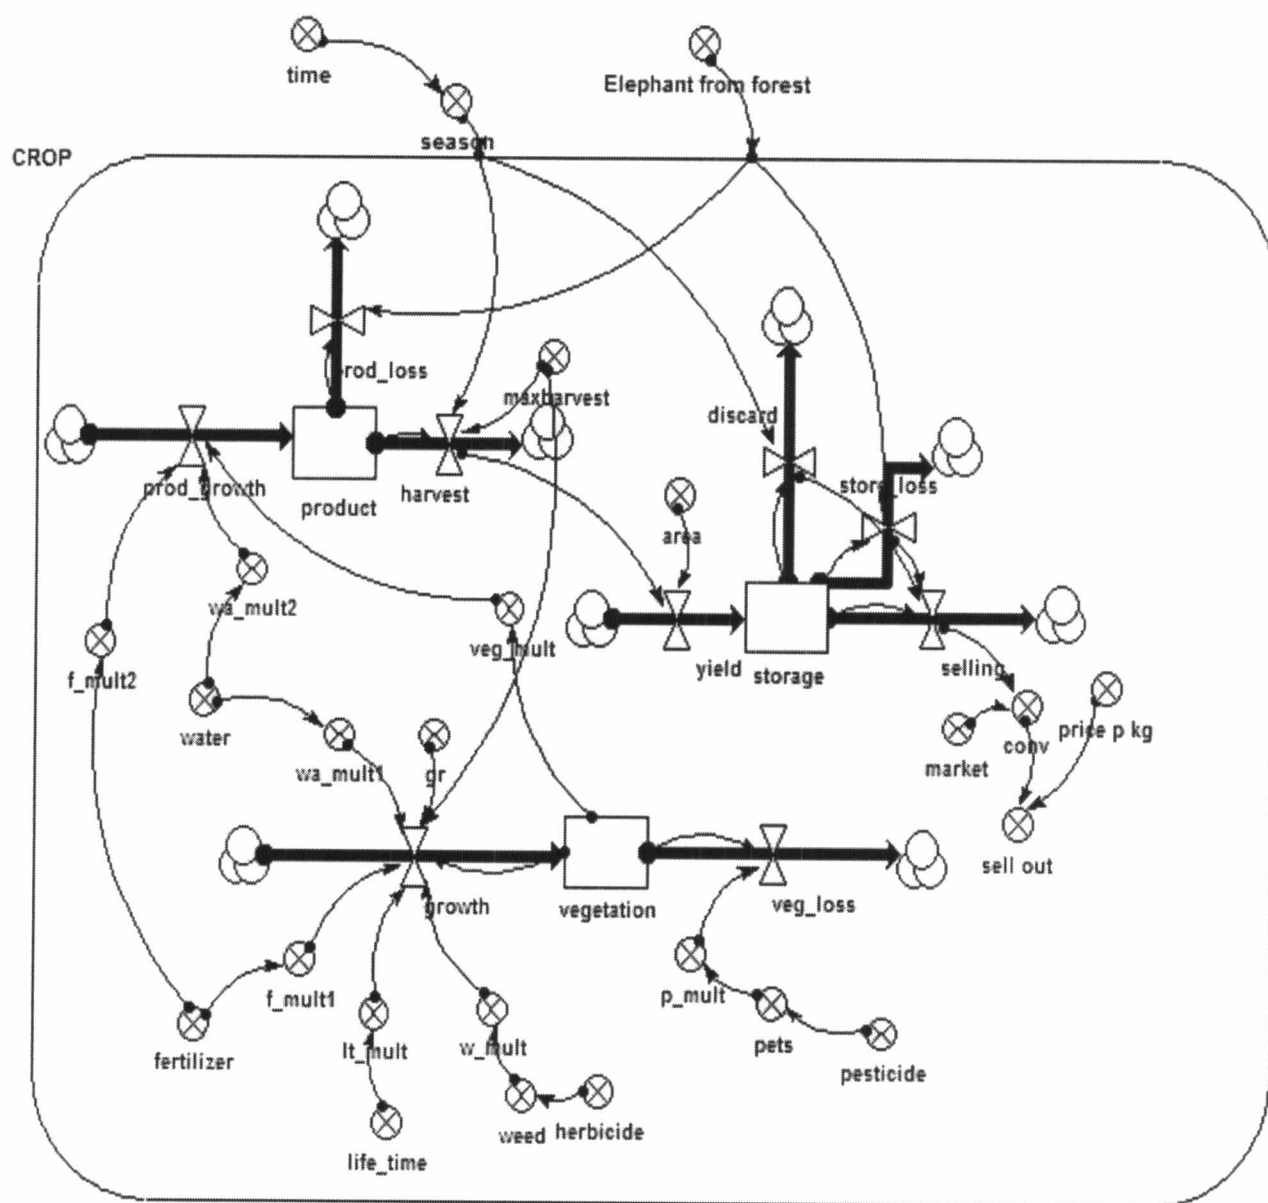 time
Elephant from forest
season
CROP
prod_loss
maxharvest
discard
prod_growth
product
harvest
store_loss
area
wa_mult2
veg_mult
f_mult2
yield
storage
selling
water
price p kg
conv
market
wa_mult1
gr
sell out
growth
vegetation
veg_loss
f_mult1
p_mult
fertilizer
lt_mult
w_mult
pets
pesticide
weed
herbicide
life_time